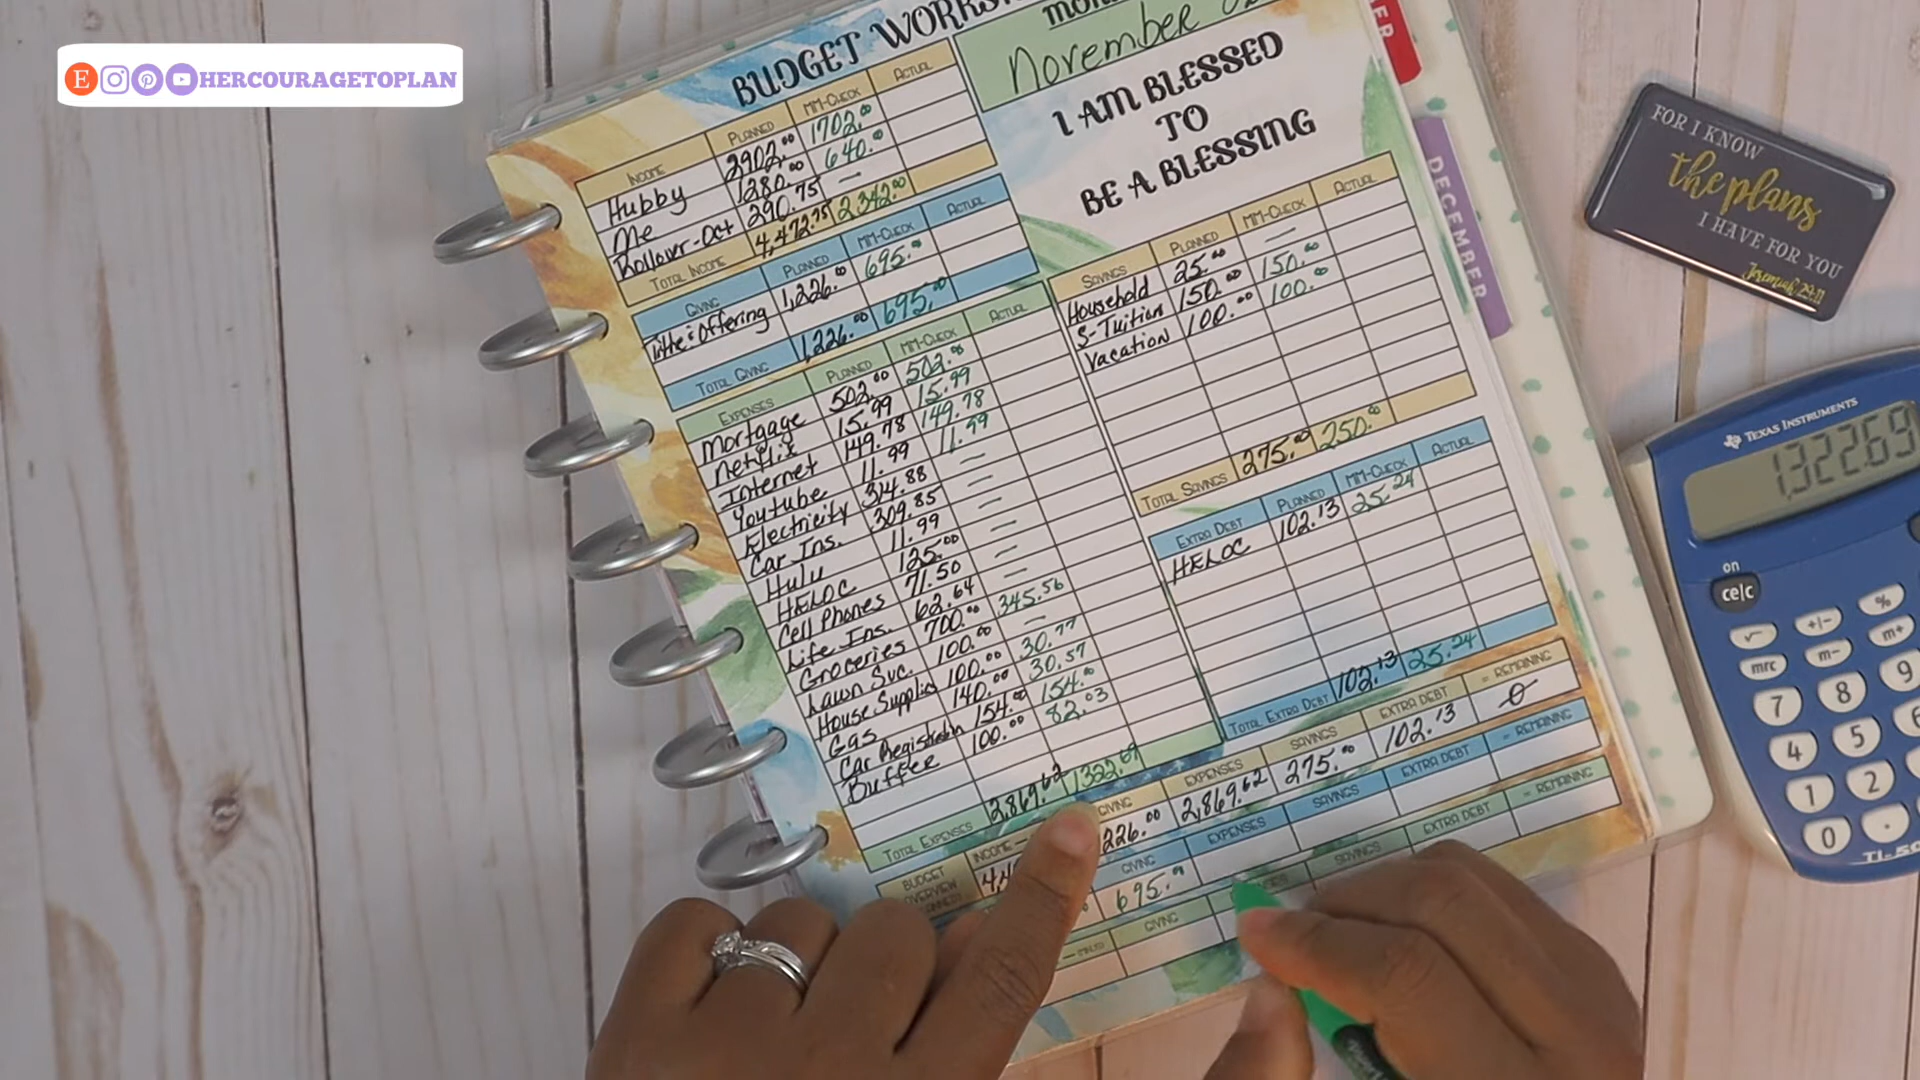 HERCOURAGETOPLAN
BUDGET
November
I AM BLESSED
TO
BE A BLESSING
INCOME PLANNED MM-CHECK ACTUAL
Hubby 2902.00 1702.00
Me 1280.00 640.00
Rollover-Oct 290.75 —
TOTAL INCOME 4,472.75 2342.00
GIVING PLANNED MM-CHECK ACTUAL
Tithe & Offering 1,226.00 695.00
TOTAL GIVING 1,226.00 695.00
EXPENSES PLANNED MM-CHECK ACTUAL
Mortgage 502.00 502.00
Netflix 15.99 15.99
Internet 149.78 149.78
Youtube 11.99 11.99
Electricity 314.88 —
Car Ins. 309.85 —
Hulu 11.99 —
HELOC 125.00 —
Cell Phones 71.50 —
Life Ins. 62.64 —
Groceries 700.00 345.56
Lawn Svc. 100.00 —
House Supplies 100.00 30.77
Gas 140.00 30.57
Car Registration 154.00 154.00
Buffer 100.00 82.03
TOTAL EXPENSES 2,869.62 1322.69
SAVINGS PLANNED MM-CHECK ACTUAL
Household 25.00 —
S-Tuition 150.00 150.00
Vacation 100.00 100.00
TOTAL SAVINGS 275.00 250.00
EXTRA DEBT PLANNED MM-CHECK ACTUAL
HELOC 102.13 25.24
TOTAL EXTRA DEBT 102.13 25.24
BUDGET OVERVIEW
INCOME — GIVING EXPENSES SAVINGS EXTRA DEBT = REMAINING
226.00 2,869.62 275.00 102.13 0
GIVING EXPENSES SAVINGS EXTRA DEBT = REMAINING
695.00
GIVING SAVINGS EXTRA DEBT = REMAINING
DECEMBER
FOR I KNOW
the plans
I HAVE FOR YOU
Jeremiah 29:11
TEXAS INSTRUMENTS
1,322.69
on
ce|c
√ +/- %
mrc m- m+
7 8 9
4 5
1 2
0 .